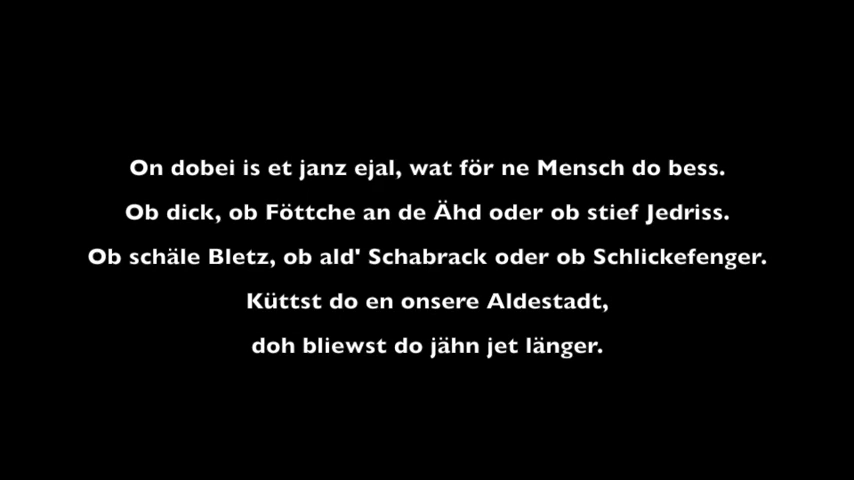 On dobei is et janz ejal, wat för ne Mensch do bess.
Ob dick, ob Föttche an de Ähd oder ob stief Jedriss.
Ob schäle Bletz, ob ald' Schabrack oder ob Schlickefenger.
Küttst do en onsere Aldestadt,
doh bliewst do jähn jet länger.